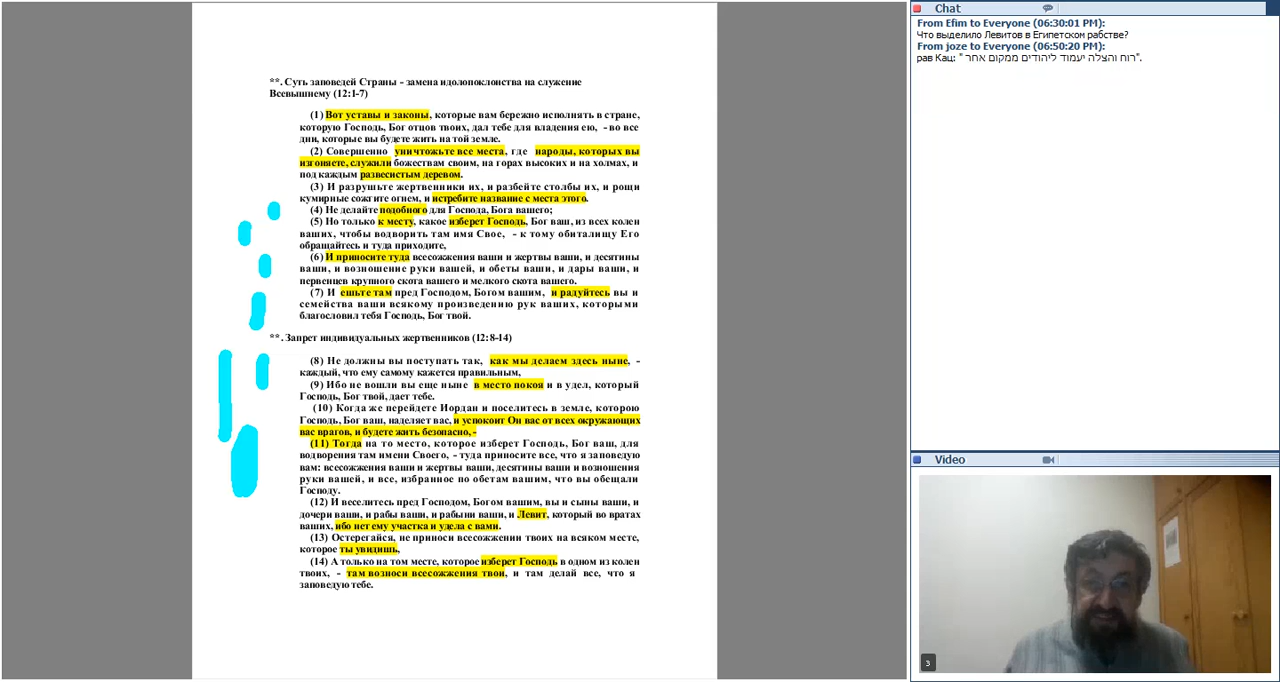 **. Суть заповедей Страны - замена идолопоклоиства на служение
Всевышнему (12:1-7)
(1) Вот уставы и законы, которые вам бережно исполнять в стране,
которую Господь, Бог отцов твоих, дал тебе для владения ею, - во все
дни, которые вы будете жить на той земле.
(2) Совершенно уничтожьте все места, где народы, которых вы
изгоняете, служили божествам своим, на горах высоких и на холмах, и
под каждым развесистым деревом.
(3) И разрушьте жертвенники их, и разбейте столбы их, и рощи
кумирные сожгите огнем, и истребите название с места этого.
(4) Не делайте подобного для Господа, Бога вашего;
(5) Но только к месту, какое изберет Господь, Бог ваш, из всех колен
ваших, чтобы водворить там имя Свое, - к тому обиталищу Его
обращайтесь и туда приходите,
(6) И приносите туда всесожжения ваши и жертвы ваши, и десятины
ваши, и возношение руки вашей, и обеты ваши, и дары ваши, и
первенцев крупного скота вашего и мелкого скота вашего.
(7) И ешьте там пред Господом, Богом вашим, и радуйтесь вы и
семейства ваши всякому произведению рук ваших, которыми
благословил тебя Господь, Бог твой.
**. Запрет индивидуальных жертвенников (12:8-14)
(8) Не должны вы поступать так, как мы делаем здесь ныне, -
каждый, что ему самому кажется правильным,
(9) Ибо не вошли вы еще ныне в место покоя и в удел, который
Господь, Бог твой, дает тебе.
(10) Когда же перейдете Иордан и поселитесь в земле, которою
Господь, Бог ваш, наделяет вас, и успокоит Он вас от всех окружающих
вас врагов, и будете жить безопасно, -
(11) Тогда на то место, которое изберет Господь, Бог ваш, для
водворения там имени Своего, - туда приносите все, что я заповедую
вам: всесожжения ваши и жертвы ваши, десятины ваши и возношения
руки вашей, и все, избранное по обетам вашим, что вы обещали
Господу.
(12) И веселитесь пред Господом, Богом вашим, вы и сыны ваши, и
дочери ваши, и рабы ваши, и рабыни ваши, и Левит, который во вратах
ваших, ибо нет ему участка и удела с вами.
(13) Остерегайся, не приноси всесожжении твоих на всяком месте,
которое ты увидишь,
(14) А только на том месте, которое изберет Господь в одном из колен
твоих, - там возноси всесожжения твои, и там делай все, что я
заповедую тебе.
Chat
From Efim to Everyone (06:30:01 PM):
Что выделило Левитов в Египетском рабстве?
From joze to Everyone (06:50:20 PM):
рав Кац: " רוח והצלה יעמוד ליהודים ממקום אחר".
Video
3